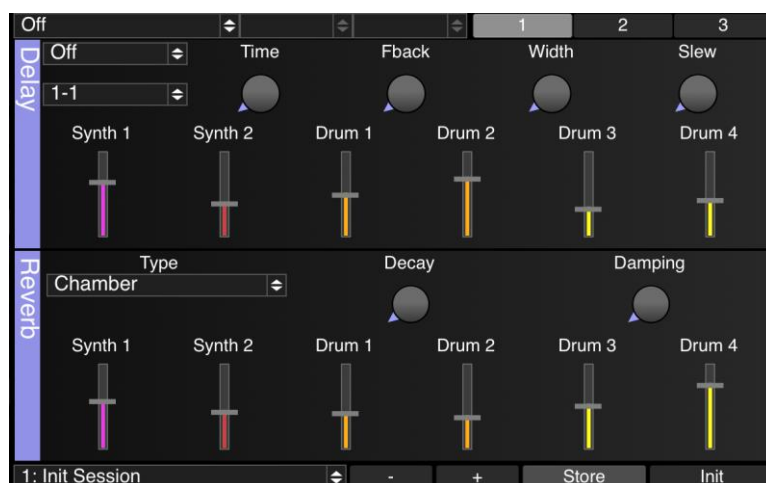 Off 1 2 3
Delay
Off Time Fback Width Slew
1-1
Synth 1 Synth 2 Drum 1 Drum 2 Drum 3 Drum 4
Reverb
Type Decay Damping
Chamber
Synth 1 Synth 2 Drum 1 Drum 2 Drum 3 Drum 4
1: Init Session - + Store Init